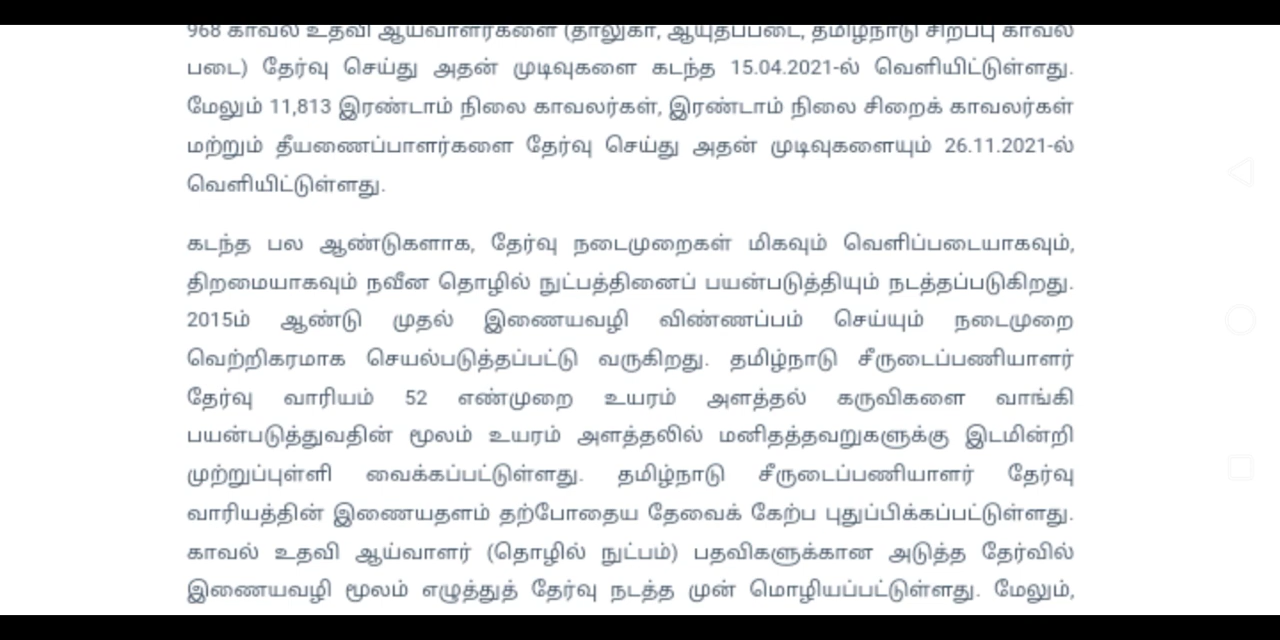 968 காவல் உதவி ஆய்வாளர்களை (தாலுகா, ஆயுதப்படை, தமிழ்நாடு சிறப்பு காவல்
படை) தேர்வு செய்து அதன் முடிவுகளை கடந்த 15.04.2021-ல் வெளியிட்டுள்ளது.
மேலும் 11,813 இரண்டாம் நிலை காவலர்கள், இரண்டாம் நிலை சிறைக் காவலர்கள்
மற்றும் தீயணைப்பாளர்களை தேர்வு செய்து அதன் முடிவுகளையும் 26.11.2021-ல்
வெளியிட்டுள்ளது.
கடந்த பல ஆண்டுகளாக, தேர்வு நடைமுறைகள் மிகவும் வெளிப்படையாகவும்,
திறமையாகவும் நவீன தொழில் நுட்பத்தினைப் பயன்படுத்தியும் நடத்தப்படுகிறது.
2015ம் ஆண்டு முதல் இணையவழி விண்ணப்பம் செய்யும் நடைமுறை
வெற்றிகரமாக செயல்படுத்தப்பட்டு வருகிறது. தமிழ்நாடு சீருடைப்பணியாளர்
தேர்வு வாரியம் 52 எண்முறை உயரம் அளத்தல் கருவிகளை வாங்கி
பயன்படுத்துவதின் மூலம் உயரம் அளத்தலில் மனிதத்தவறுகளுக்கு இடமின்றி
முற்றுப்புள்ளி வைக்கப்பட்டுள்ளது. தமிழ்நாடு சீருடைப்பணியாளர் தேர்வு
வாரியத்தின் இணையதளம் தற்போதைய தேவைக் கேற்ப புதுப்பிக்கப்பட்டுள்ளது.
காவல் உதவி ஆய்வாளர் (தொழில் நுட்பம்) பதவிகளுக்கான அடுத்த தேர்வில்
இணையவழி மூலம் எழுத்துத் தேர்வு நடத்த முன் மொழியப்பட்டுள்ளது. மேலும்,